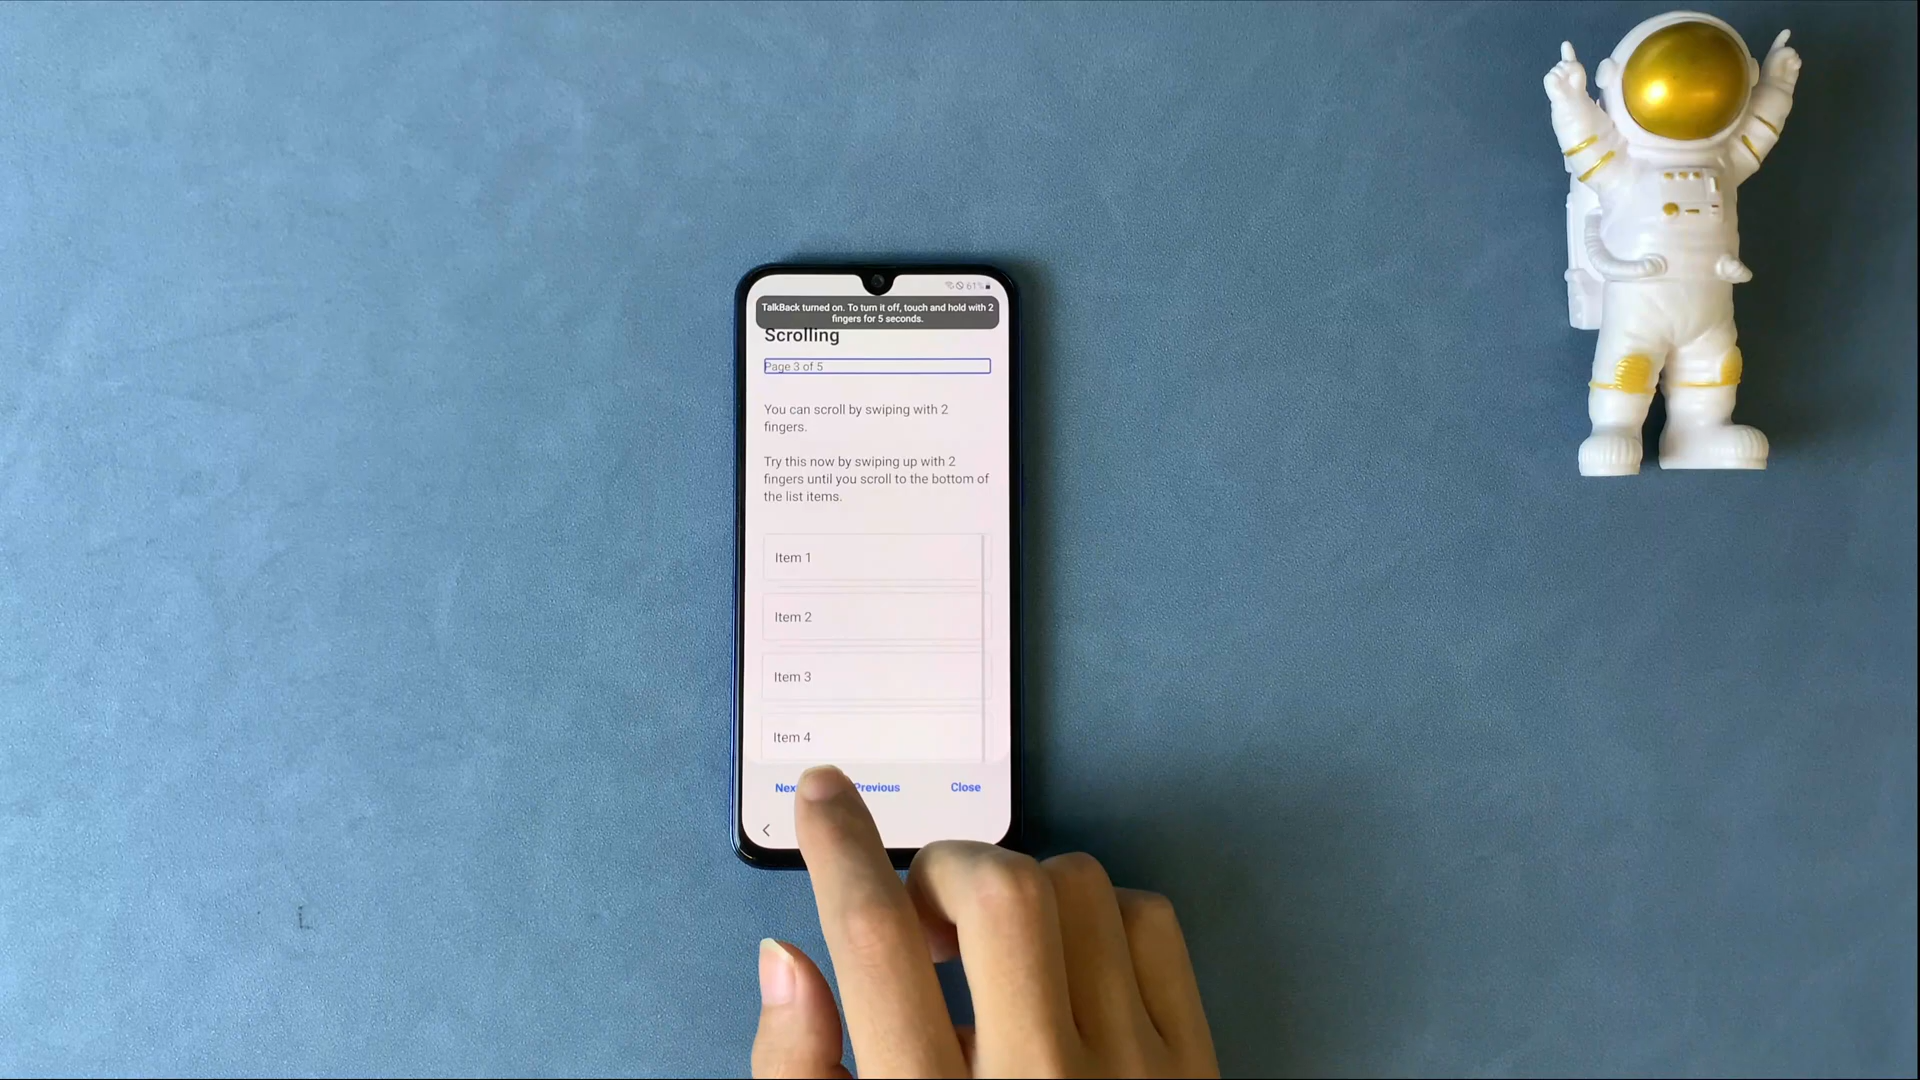 61%
TalkBack turned on. To turn it off, touch and hold with 2
fingers for 5 seconds.
Scrolling
Page 3 of 5
You can scroll by swiping with 2
fingers.
Try this now by swiping up with 2
fingers until you scroll to the bottom of
the list items.
Item 1
Item 2
Item 3
Item 4
Nex Previous Close